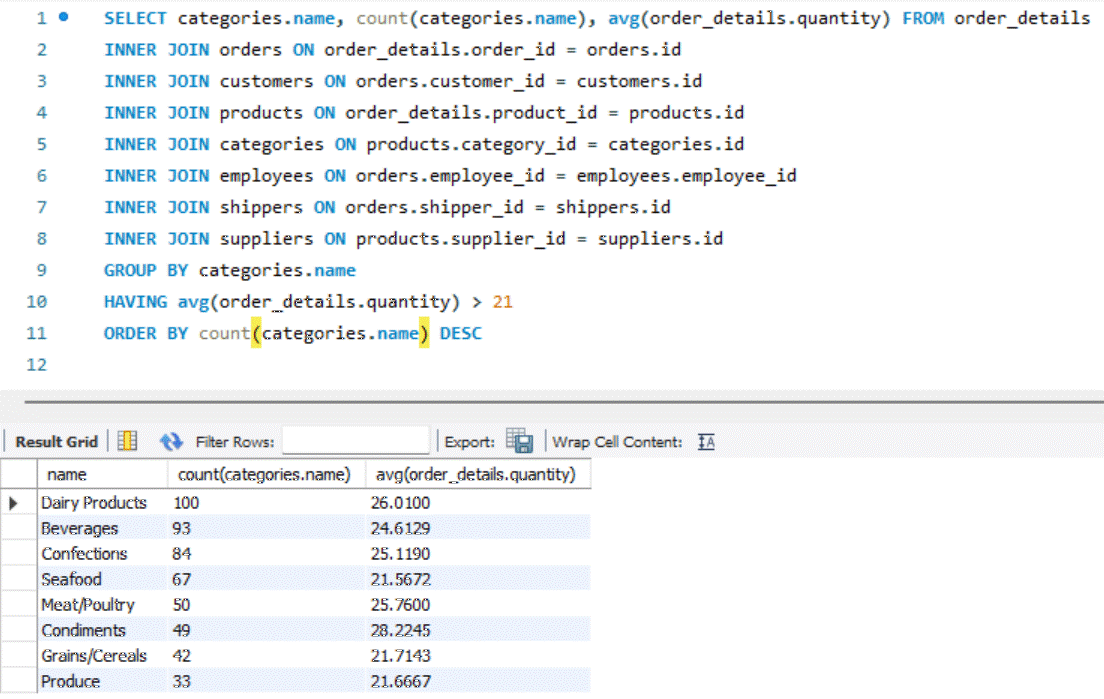 1 SELECT categories.name, count(categories.name), avg(order_details.quantity) FROM order_details
2 INNER JOIN orders ON order_details.order_id = orders.id
3 INNER JOIN customers ON orders.customer_id = customers.id
4 INNER JOIN products ON order_details.product_id = products.id
5 INNER JOIN categories ON products.category_id = categories.id
6 INNER JOIN employees ON orders.employee_id = employees.employee_id
7 INNER JOIN shippers ON orders.shipper_id = shippers.id
8 INNER JOIN suppliers ON products.supplier_id = suppliers.id
9 GROUP BY categories.name
10 HAVING avg(order_details.quantity) > 21
11 ORDER BY count(categories.name) DESC
12
Result Grid Filter Rows: Export: Wrap Cell Content: IA
name count(categories.name) avg(order_details.quantity)
Dairy Products 100 26.0100
Beverages 93 24.6129
Confections 84 25.1190
Seafood 67 21.5672
Meat/Poultry 50 25.7600
Condiments 49 28.2245
Grains/Cereals 42 21.7143
Produce 33 21.6667